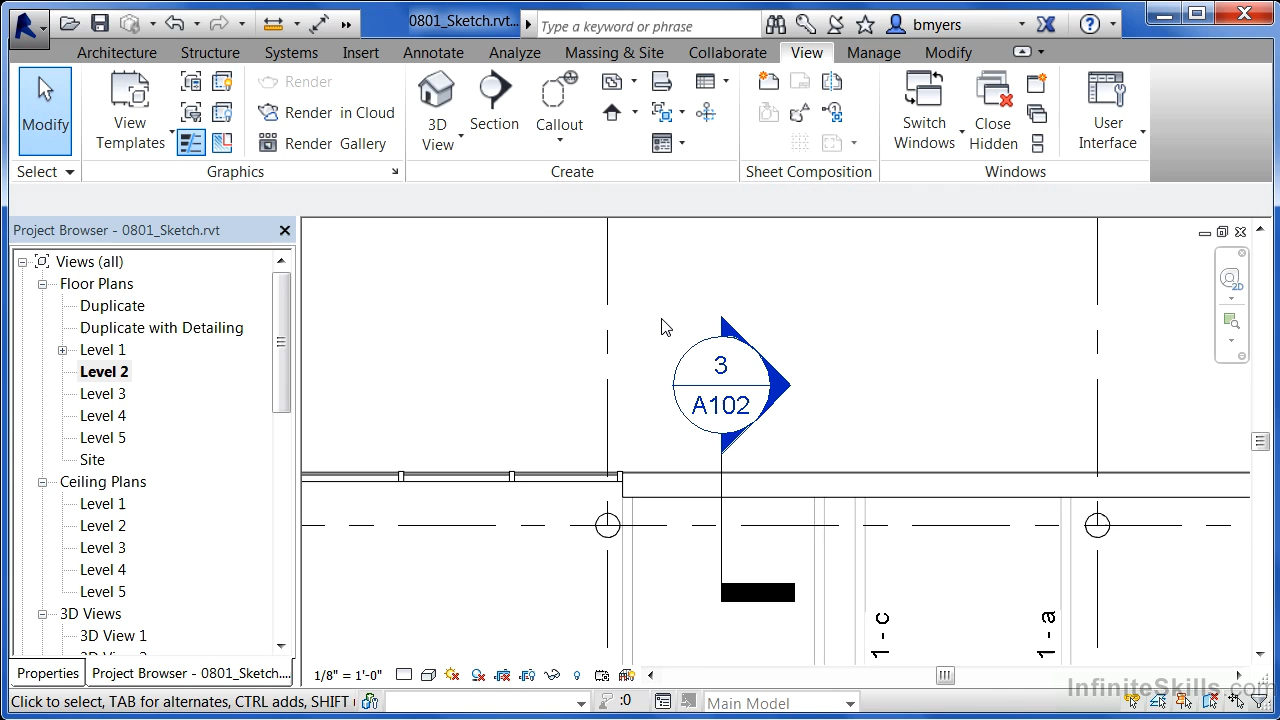 0801_Sketch.rvt...
Type a keyword or phrase
bmyers
Architecture Structure Systems Insert Annotate Analyze Massing & Site Collaborate View Manage Modify
Modify
View Templates
Render
Render in Cloud
Render Gallery
3D View
Section
Callout
Switch Windows
Close Hidden
User Interface
Select
Graphics
Create
Sheet Composition
Windows
Project Browser - 0801_Sketch.rvt
Views (all)
Floor Plans
Duplicate
Duplicate with Detailing
Level 1
Level 2
Level 3
Level 4
Level 5
Site
Ceiling Plans
Level 1
Level 2
Level 3
Level 4
Level 5
3D Views
3D View 1
Properties
Project Browser - 0801_Sketch....
2D
3
A102
1 - c
1 - a
1/8" = 1'-0"
Click to select, TAB for alternates, CTRL adds, SHIFT
:0
Main Model
InfiniteSkills.com